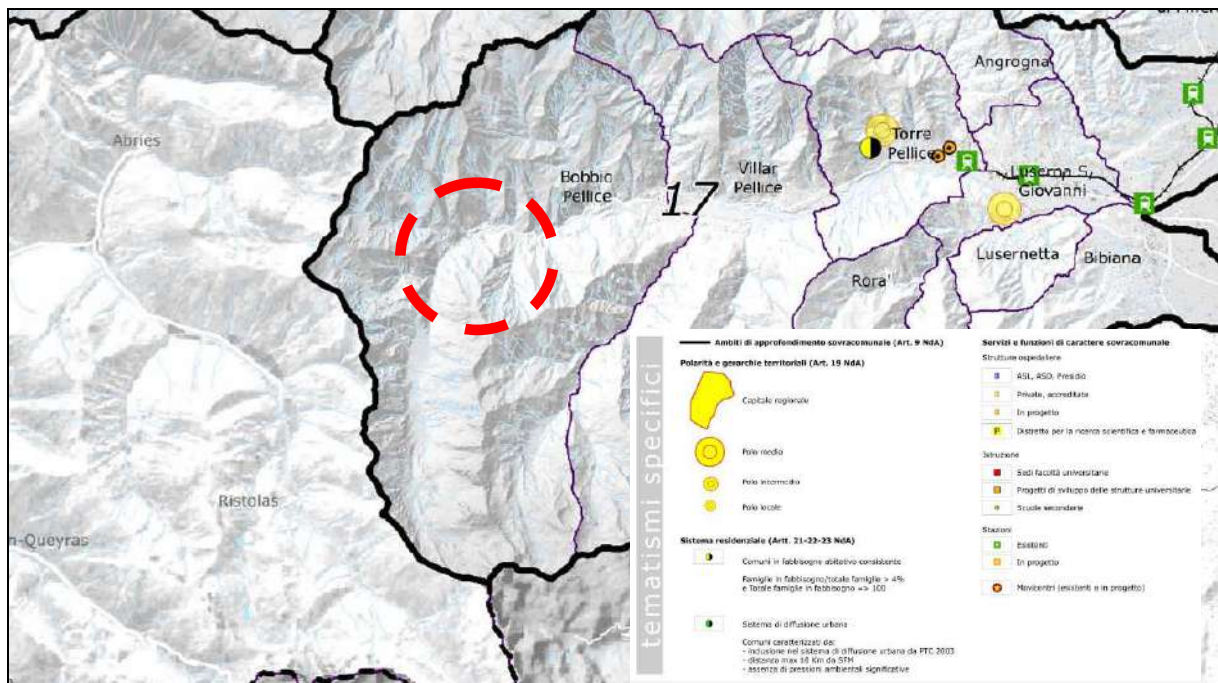 Angrogna
Abries
Torre
Pellice
Bobbio
Pellice
Villar
Pellice
17
Luserna S.
Giovanni
Lusernetta
Bibiana
Rora'
Ristolas
n-Queyras
tematismi specifici
Ambiti di approfondimento sovracomunale (Art. 9 NdA)
Polarità e gerarchie territoriali (Art. 19 NdA)
Capitale regionale
Polo medio
Polo intermedio
Polo locale
Sistema residenziale (Artt. 21-22-23 NdA)
Comuni in fabbisogno abitativo consistente
Famiglie in fabbisogno/totale famiglie > 4%
e Totale famiglie in fabbisogno => 100
Sistema di diffusione urbana
Comuni caratterizzati da:
- inclusione nel sistema di diffusione urbana da PTC 2003
- distanza max 10 Km da SFM
- assenza di pressioni ambientali significative
Servizi e funzioni di carattere sovracomunale
Strutture ospedaliere
ASL, ASO, Presidio
Private, accreditate
In progetto
Distretto per la ricerca scientifica e farmaceutica
Istruzione
Sedi facoltà universitarie
Progetti di sviluppo delle strutture universitarie
Scuole secondarie
Stazioni
Esistenti
In progetto
Movicentri (esistenti e in progetto)